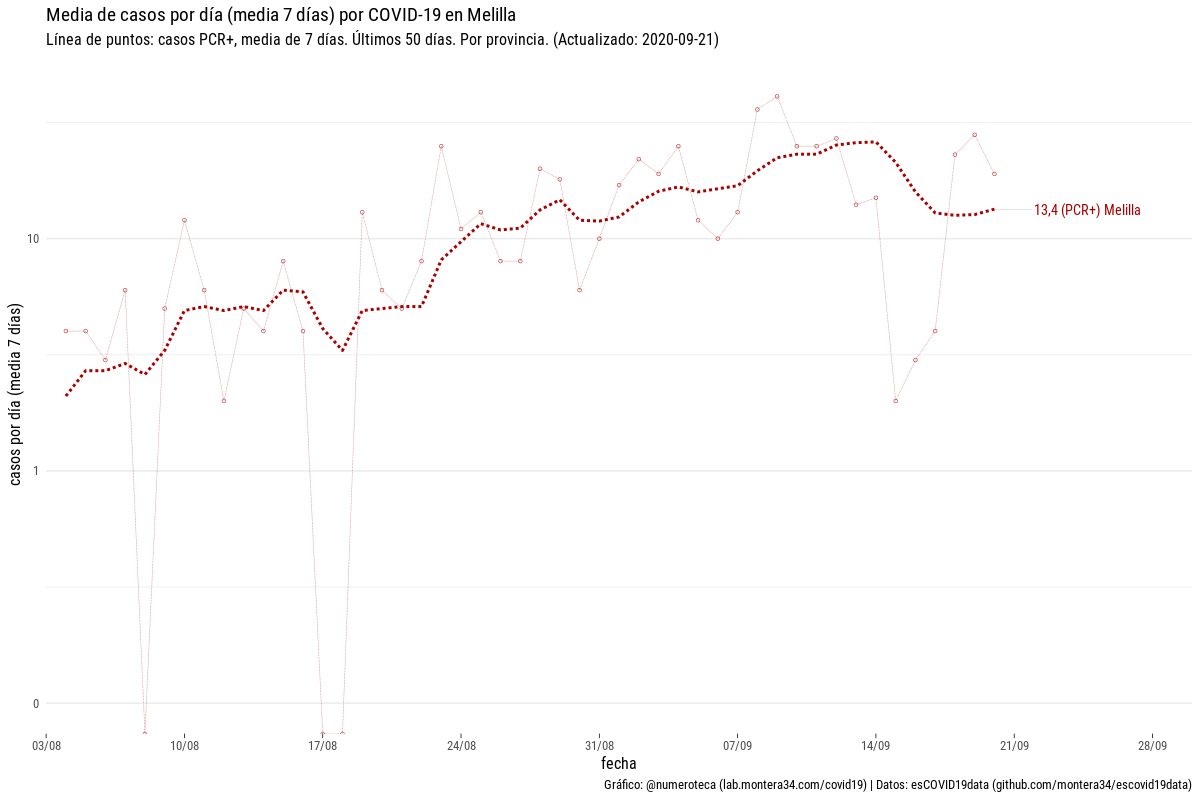 Media de casos por día (media 7 días) por COVID-19 en Melilla
Línea de puntos: casos PCR+, media de 7 días. Últimos 50 días. Por provincia. (Actualizado: 2020-09-21)
casos por día (media 7 días)
10
1
0
13,4 (PCR+) Melilla
03/08 10/08 17/08 24/08 31/08 07/09 14/09 21/09 28/09
fecha
Gráfico: @numeroteca (lab.montera34.com/covid19) | Datos: esCOVID19data (github.com/montera34/escovid19data)